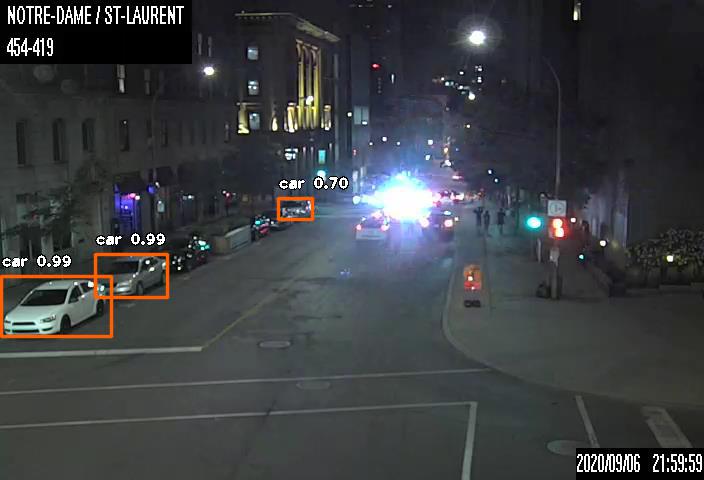 NOTRE-DAME / ST-LAURENT
454-419
car 0.70
car 0.99
car 0.99
2020/09/06 21:59:59